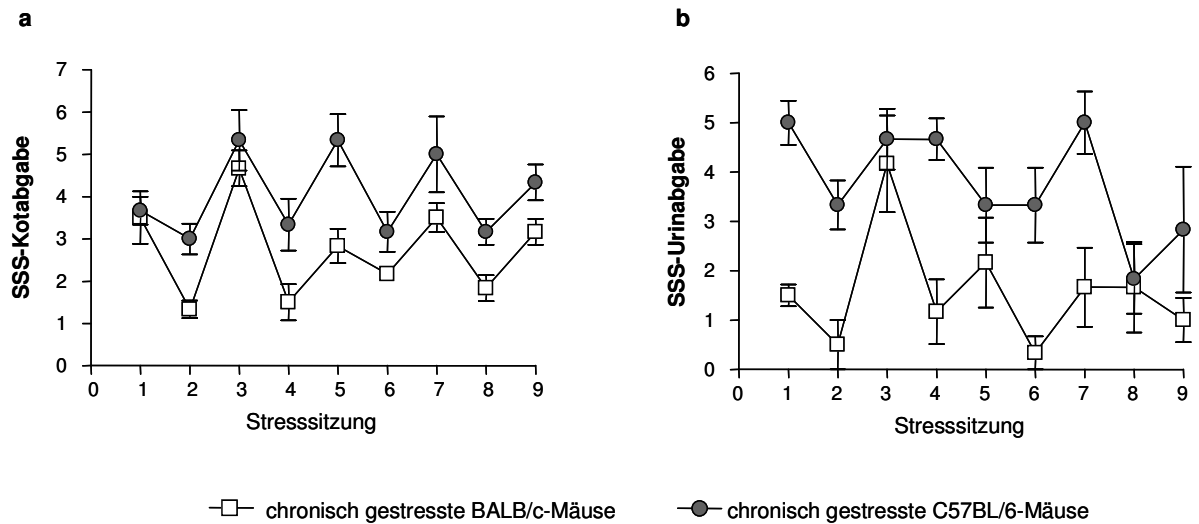 a
SSS-Kotabgabe
7
6
5
4
3
2
1
0
0 1 2 3 4 5 6 7 8 9
Stresssitzung
b
SSS-Urinabgabe
6
5
4
3
2
1
0
0 1 2 3 4 5 6 7 8 9
Stresssitzung
chronisch gestresste BALB/c-Mäuse
chronisch gestresste C57BL/6-Mäuse